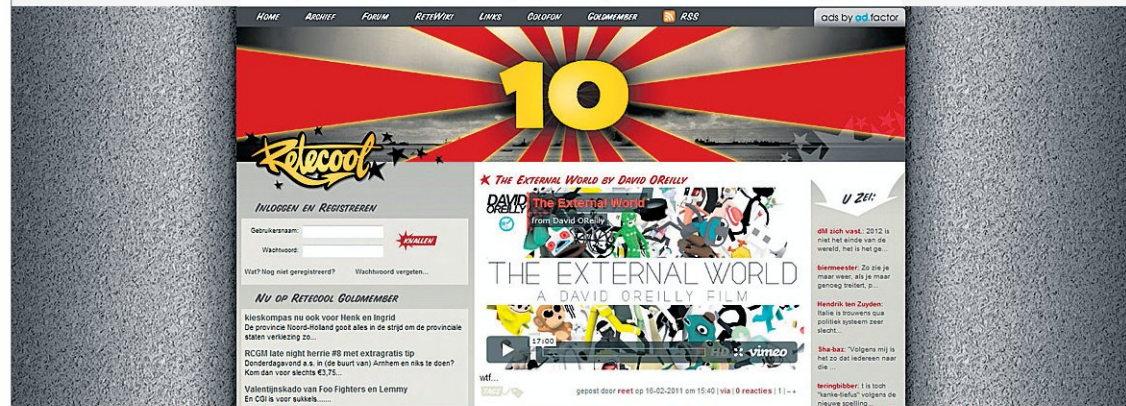 HOME ARCHIEF FORUM RETEWIKI LINKS COLOFON GOLDMEMBER RSS
ads by ad.factor
10
Retecool
INLOGGEN EN REGISTREREN
Gebruikersnaam:
KNALLEN
Wachtwoord:
Wat? Nog niet geregistreerd? Wachtwoord vergeten...
NU OP RETECOOL GOLDMEMBER
kieskompas nu ook voor Henk en Ingrid
De provincie Noord-Holland gooit alles in de strijd om de provinciale
staten verkiezing zo...
RCGM late night herrie #8 met extragratis tip
Donderdagavond a.s. in (de buurt van) Arnhem en niks te doen?
Kom dan voor slechts €3,75...
Valentijnskado van Foo Fighters en Lemmy
En CGI is voor sukkels.......
THE EXTERNAL WORLD BY DAVID OREILLY
DAVID
OREILLY
The External World
from David OReilly
THE EXTERNAL WORLD
A DAVID OREILLY FILM
17:00
HD vimeo
wtf...
gepost door reet op 16-02-2011 om 15:40 | via | 0 reacties | 1 | – +
U ZEI:
dM zich vast.: 2012 is
niet het einde van de
wereld, het is het ge...
biermeester: Zo zie je
maar weer, als je maar
genoeg treitert, p...
Hendrik ten Zuyden:
Italie is trouwens qua
politiek systeem zeer
slecht...
Sha-baz: "Volgens mij is
het zo dat iedereen naar
die ...
teringbibber: t is toch
"kanke-tiefus" volgens de
nieuwe spelling...